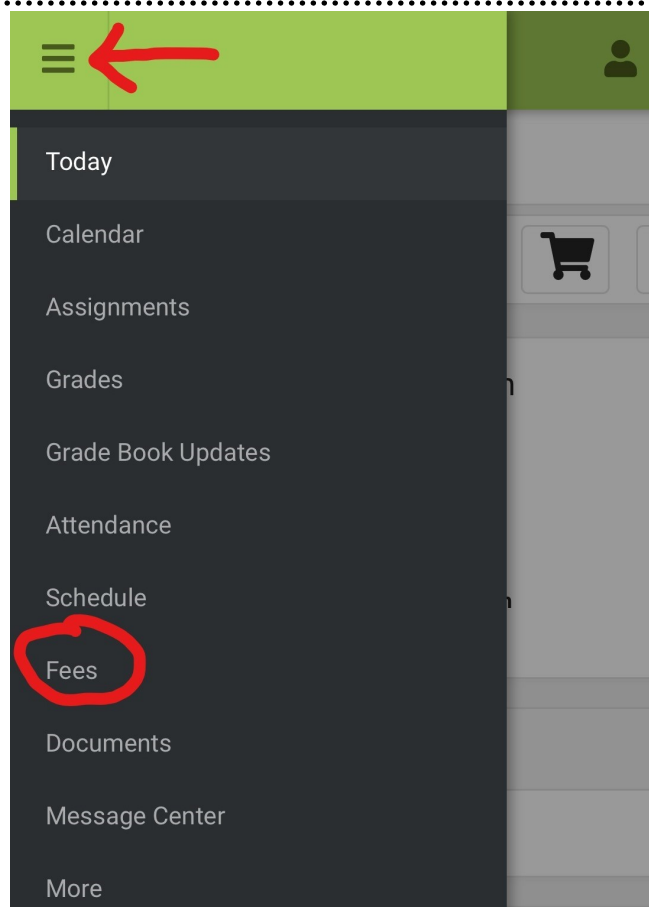 Today
Calendar
Assignments
Grades
Grade Book Updates
Attendance
Schedule
Fees
Documents
Message Center
More